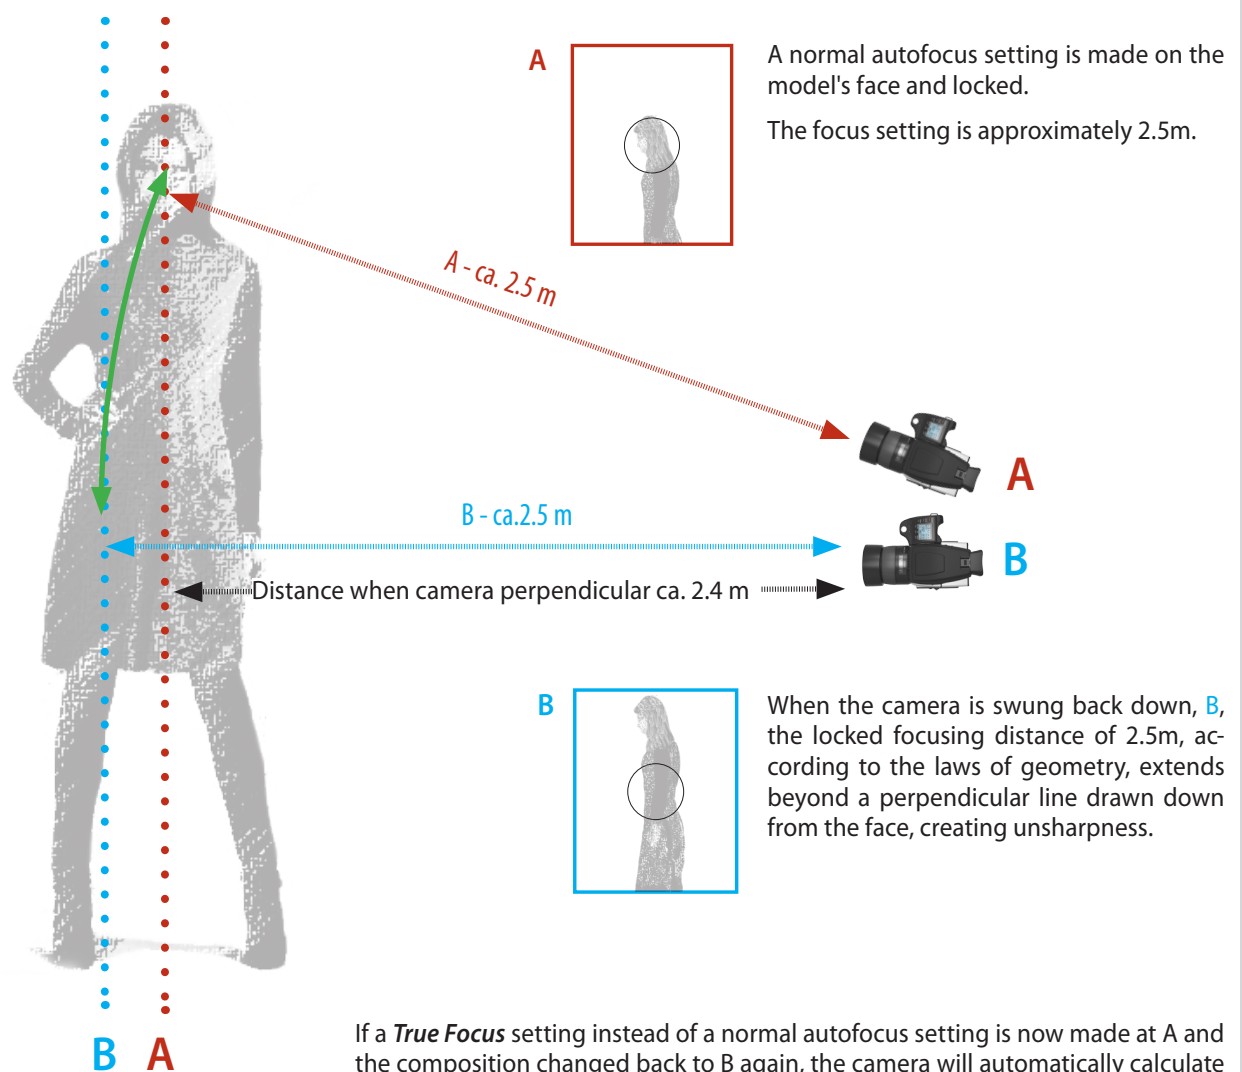 A
A normal autofocus setting is made on the
model's face and locked.
The focus setting is approximately 2.5m.
A - ca. 2.5 m
A
B - ca.2.5 m
B
Distance when camera perpendicular ca. 2.4 m
B
When the camera is swung back down, B,
the locked focusing distance of 2.5m, ac-
cording to the laws of geometry, extends
beyond a perpendicular line drawn down
from the face, creating unsharpness.
B A
If a True Focus setting instead of a normal autofocus setting is now made at A and
the composition changed back to B again, the camera will automatically calculate